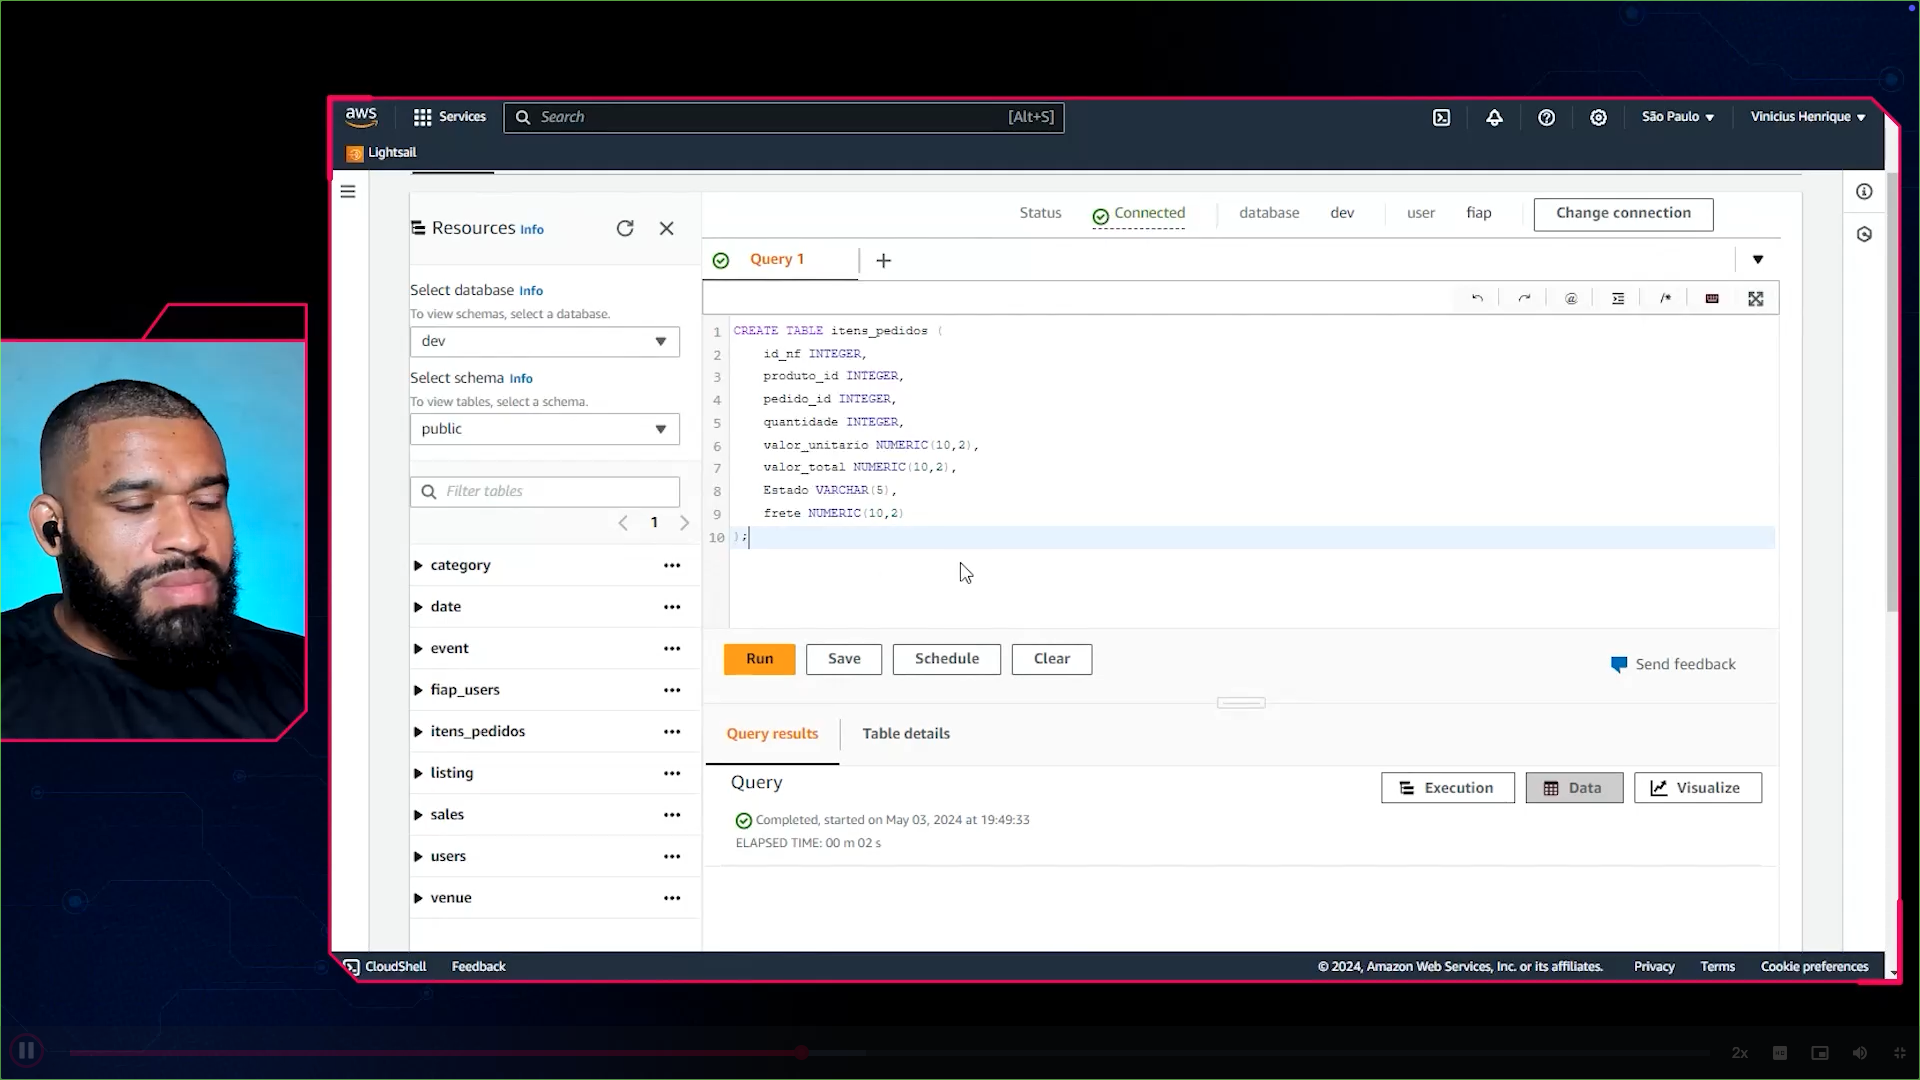 aws
Services
Search
[Alt+S]
São Paulo
Vinicius Henrique
Lightsail
Resources Info
Select database Info
To view schemas, select a database.
dev
Select schema Info
To view tables, select a schema.
public
Filter tables
1
category
date
event
fiap_users
itens_pedidos
listing
sales
users
venue
Status
Connected
database
dev
user
fiap
Change connection
Query 1
/*
1 CREATE TABLE itens_pedidos (
2 id_nf INTEGER,
3 produto_id INTEGER,
4 pedido_id INTEGER,
5 quantidade INTEGER,
6 valor_unitario NUMERIC(10,2),
7 valor_total NUMERIC(10,2),
8 Estado VARCHAR(5),
9 frete NUMERIC(10,2)
10 );
Run
Save
Schedule
Clear
Send feedback
Query results
Table details
Query
Execution
Data
Visualize
Completed, started on May 03, 2024 at 19:49:33
ELAPSED TIME: 00 m 02 s
CloudShell
Feedback
© 2024, Amazon Web Services, Inc. or its affiliates.
Privacy
Terms
Cookie preferences
2x